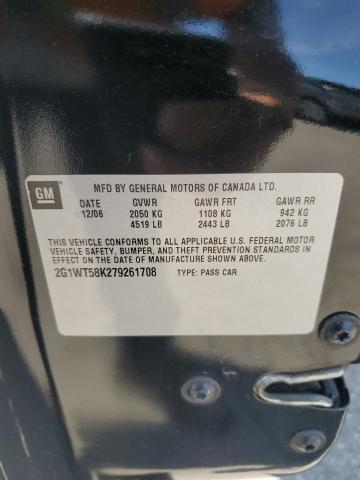 GM
MFD BY GENERAL MOTORS OF CANADA LTD.
DATE GVWR GAWR FRT GAWR RR
12/06 2050 KG 1108 KG 942 KG
4519 LB 2443 LB 2076 LB
THIS VEHICLE CONFORMS TO ALL APPLICABLE U.S. FEDERAL MOTOR
VEHICLE SAFETY, BUMPER, AND THEFT PREVENTION STANDARDS
IN EFFECT ON THE DATE OF MANUFACTURE SHOWN ABOVE.
2G1WT58K279261708 TYPE: PASS CAR